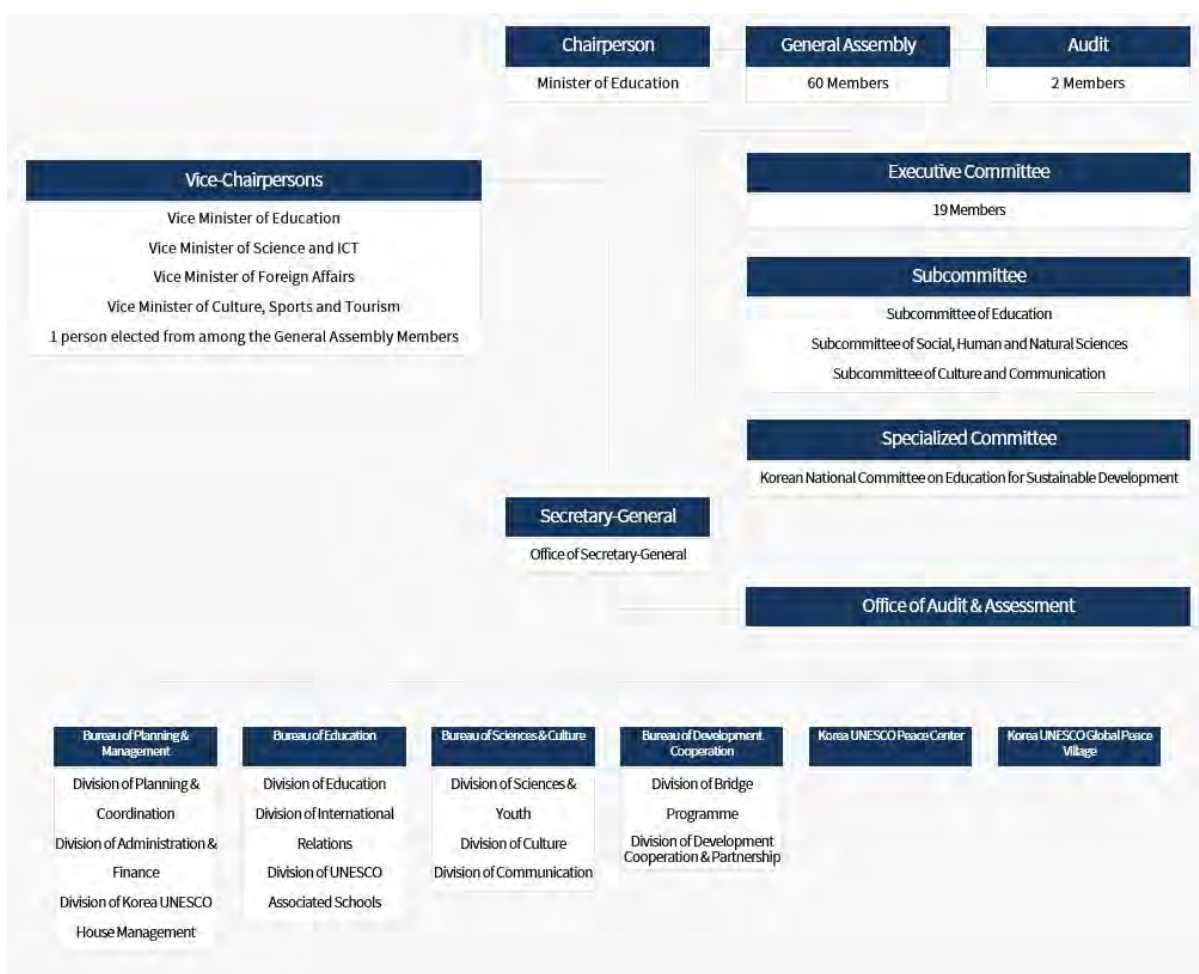 Chairperson
Minister of Education
General Assembly
60 Members
Audit
2 Members
Vice-Chairpersons
Vice Minister of Education
Vice Minister of Science and ICT
Vice Minister of Foreign Affairs
Vice Minister of Culture, Sports and Tourism
1 person elected from among the General Assembly Members
Executive Committee
19 Members
Subcommittee
Subcommittee of Education
Subcommittee of Social, Human and Natural Sciences
Subcommittee of Culture and Communication
Specialized Committee
Korean National Committee on Education for Sustainable Development
Secretary-General
Office of Secretary-General
Office of Audit & Assessment
Bureau of Planning &
Management
Division of Planning &
Coordination
Division of Administration &
Finance
Division of Korea UNESCO
House Management
Bureau of Education
Division of Education
Division of International
Relations
Division of UNESCO
Associated Schools
Bureau of Sciences & Culture
Division of Sciences &
Youth
Division of Culture
Division of Communication
Bureau of Development
Cooperation
Division of Bridge
Programme
Division of Development
Cooperation & Partnership
Korea UNESCO Peace Center
Korea UNESCO Global Peace
Village